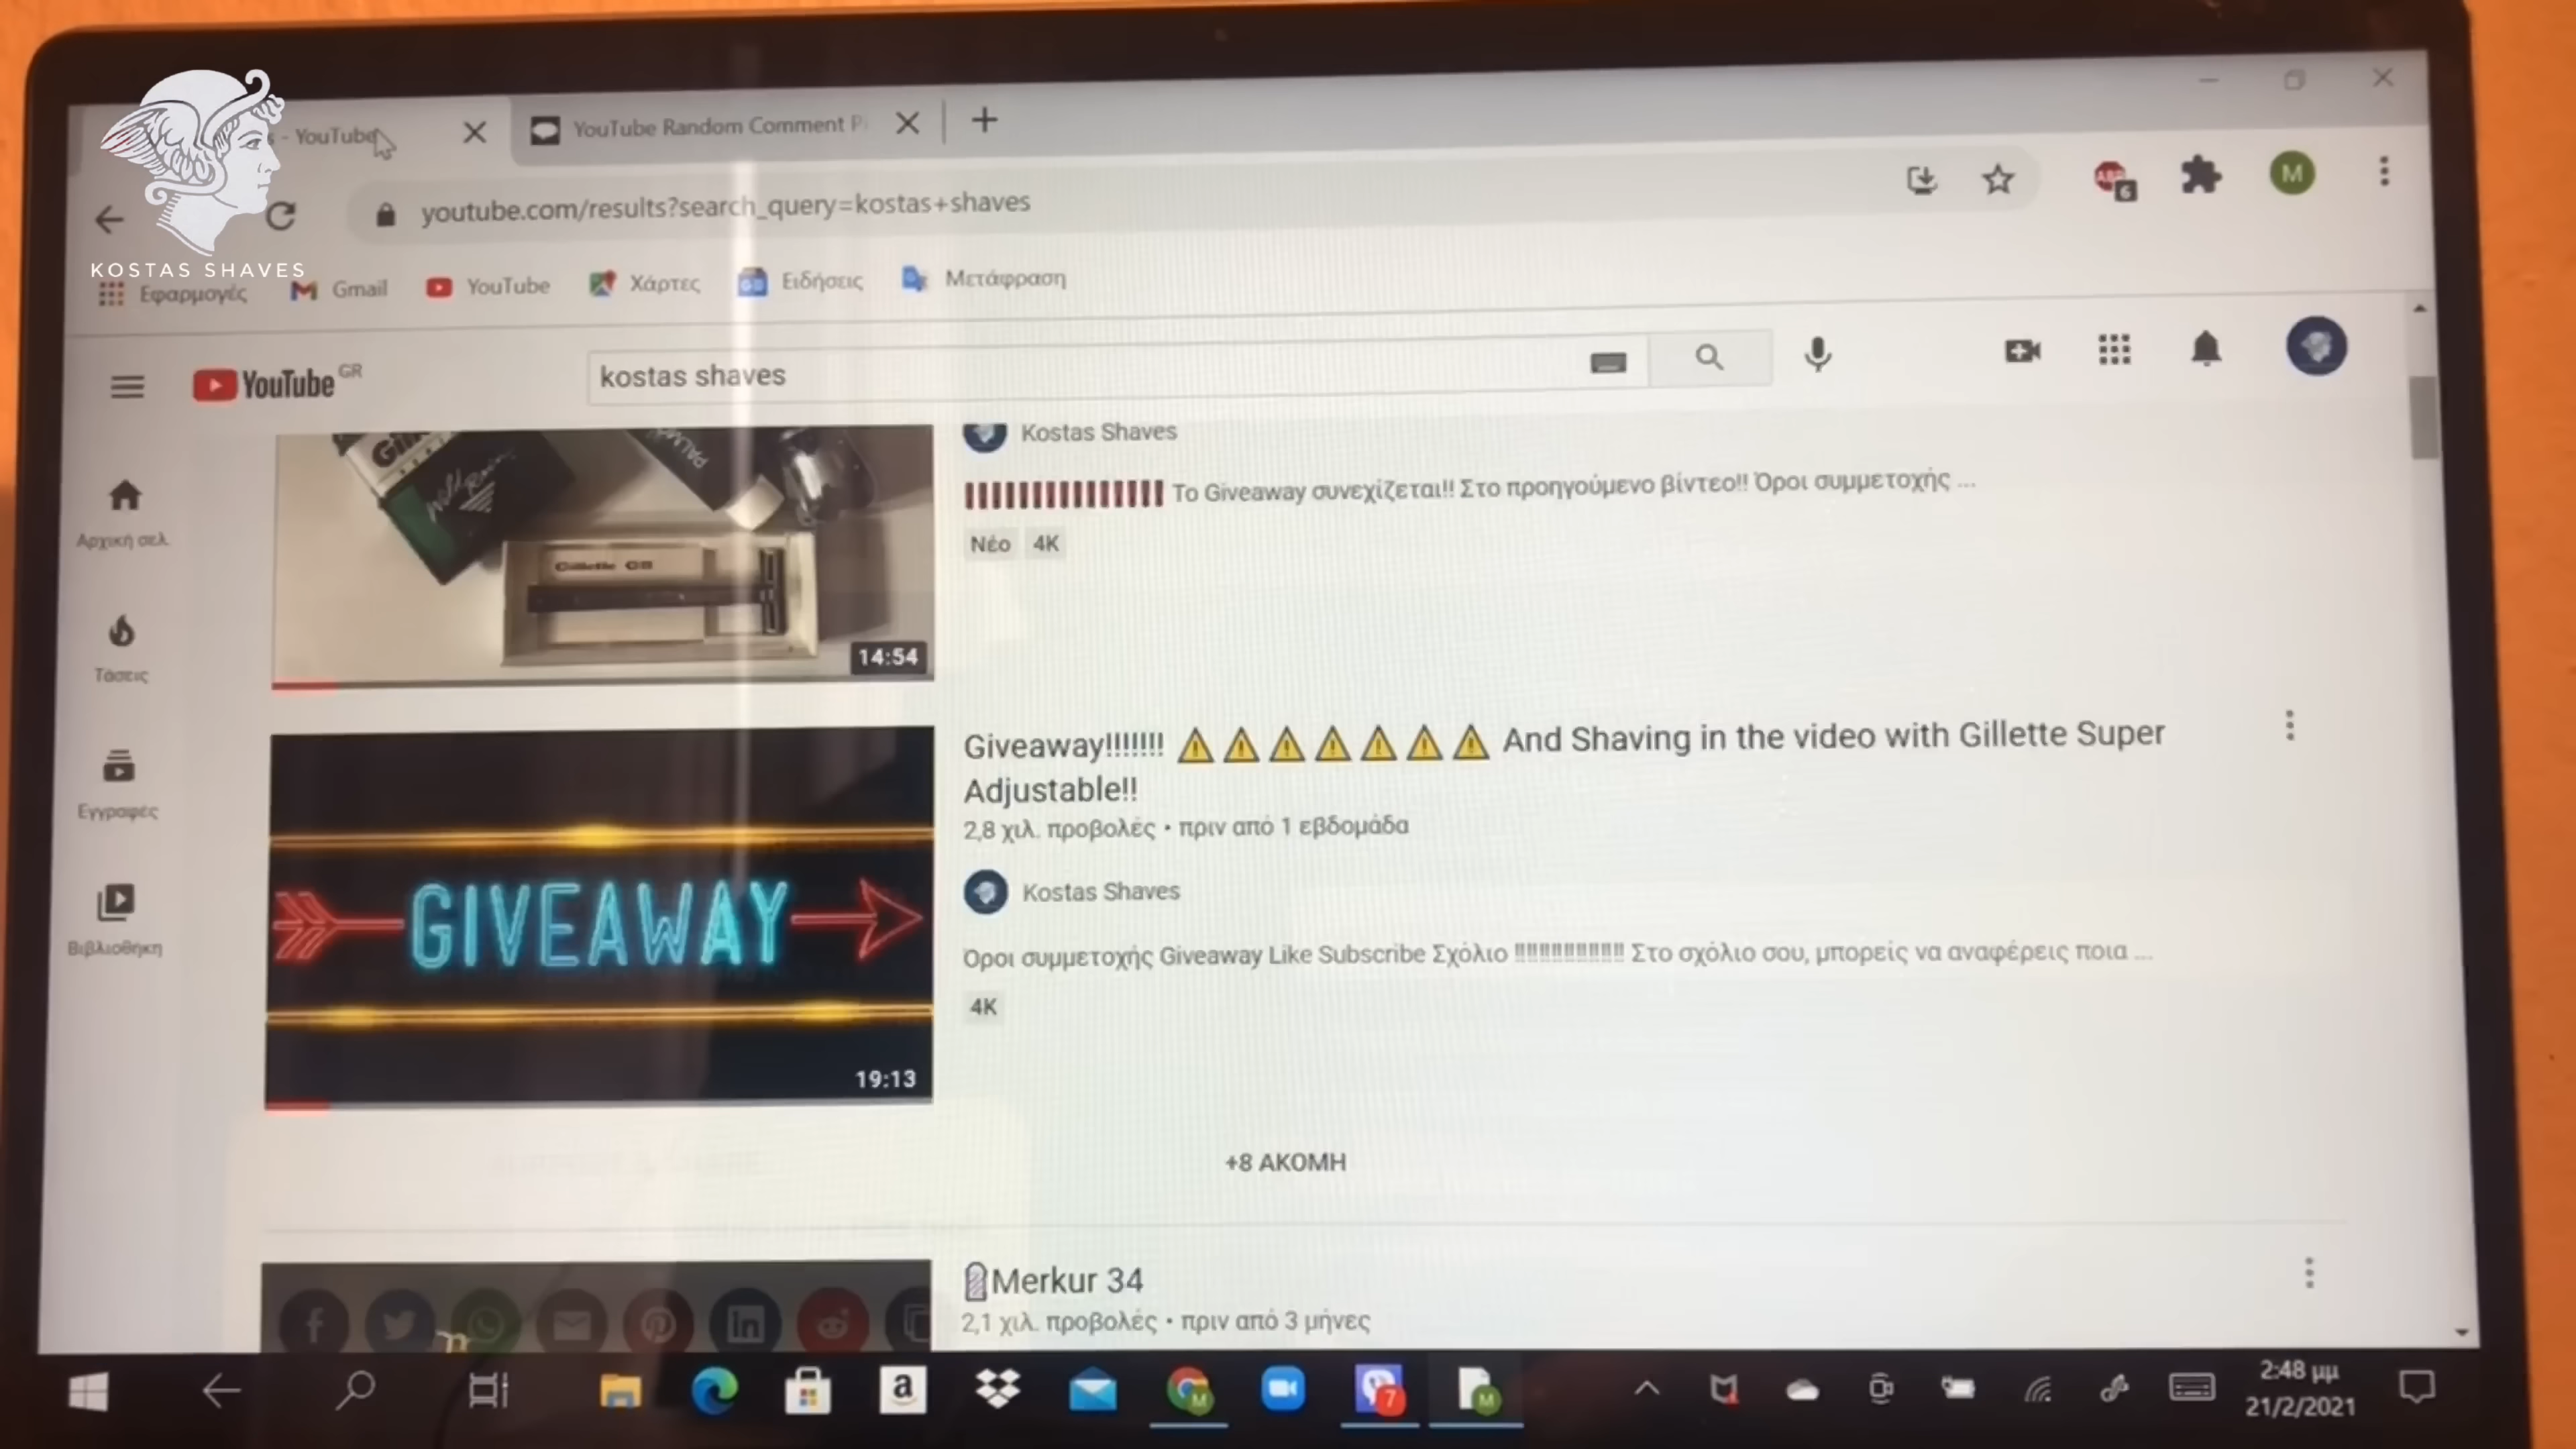 - YouTube
YouTube Random Comment P
youtube.com/results?search_query=kostas+shaves
KOSTAS SHAVES
Εφαρμογές
Gmail
YouTube
Χάρτες
Ειδήσεις
Μετάφραση
YouTube GR
kostas shaves
Αρχική σελ.
Τάσεις
Εγγραφές
Βιβλιοθήκη
Gillette G II
14:54
Kostas Shaves
Το Giveaway συνεχίζεται!! Στο προηγούμενο βίντεο!! Όροι συμμετοχής ...
Νέο 4K
GIVEAWAY
19:13
Giveaway!!!!!!! ⚠⚠⚠⚠⚠⚠⚠ And Shaving in the video with Gillette Super
Adjustable!!
2,8 χιλ. προβολές • πριν από 1 εβδομάδα
Kostas Shaves
Όροι συμμετοχής Giveaway Like Subscribe Σχόλιο !!!!!!!!!!!!!!!!!!!! Στο σχόλιο σου, μπορείς να αναφέρεις ποια ...
4K
+8 ΑΚΟΜΗ
Merkur 34
2,1 χιλ. προβολές • πριν από 3 μήνες
2:48 μμ
21/2/2021